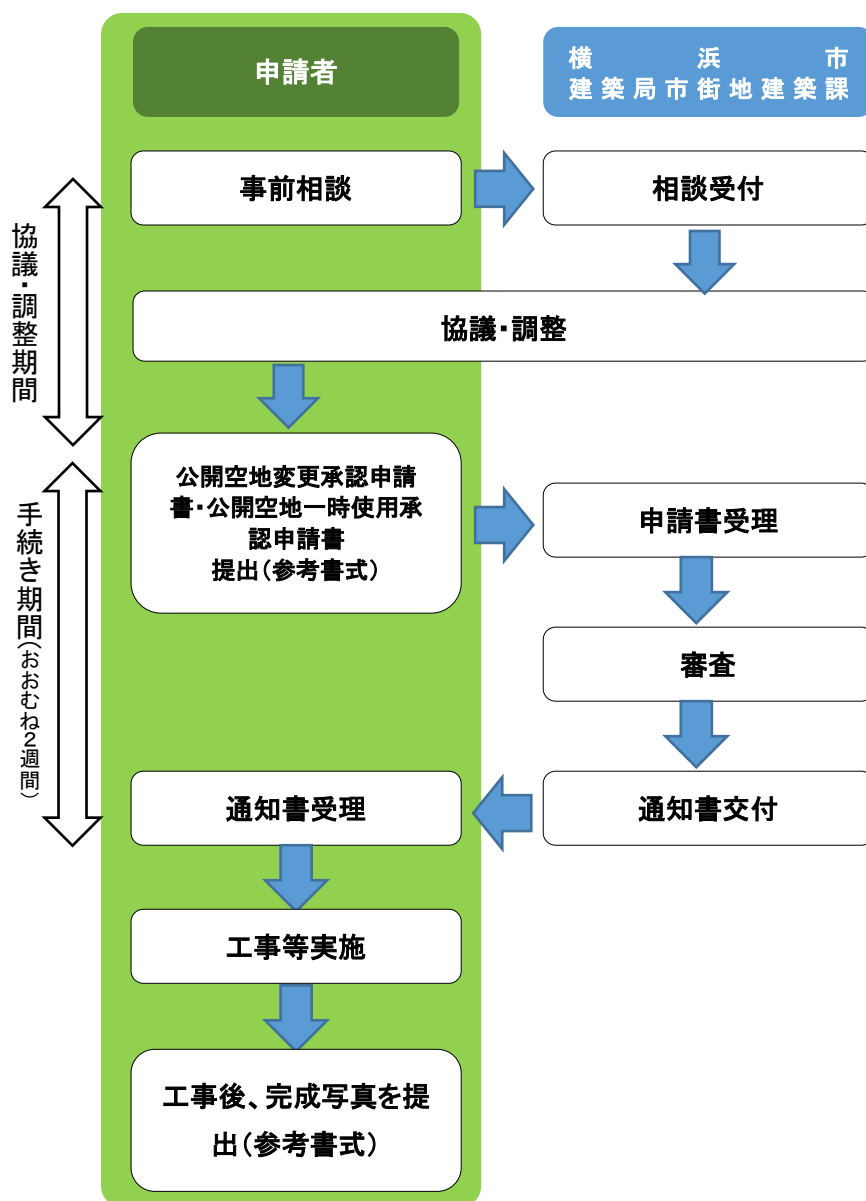 申請者
横浜市
建築局市街地建築課
事前相談
相談受付
協議・調整期間
協議・調整
公開空地変更承認申請
書・公開空地一時使用承
認申請書
提出（参考書式）
申請書受理
手続き期間（おおむね２週間）
審査
通知書受理
通知書交付
工事等実施
工事後、完成写真を提
出（参考書式）